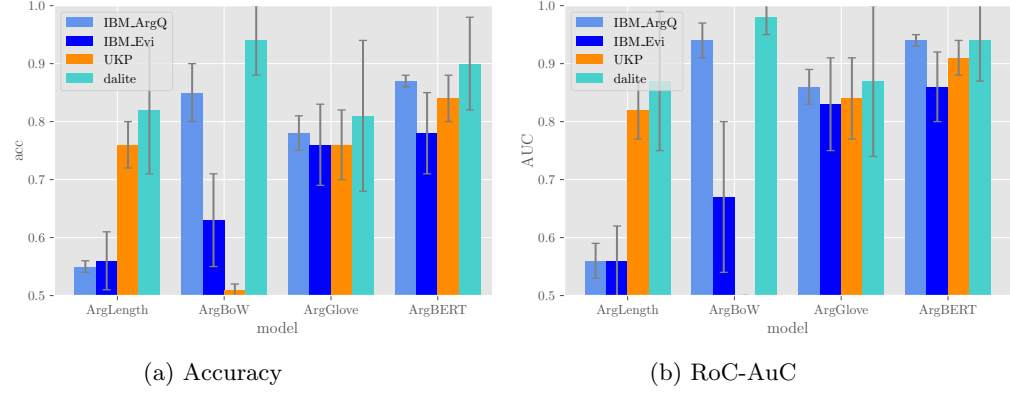 IBM_ArgQ
IBM_Evi
UKP
dalite
1.0
0.9
0.8
0.7
0.6
0.5
acc
ArgLength ArgBoW ArgGlove ArgBERT
model
(a) Accuracy
IBM_ArgQ
IBM_Evi
UKP
dalite
1.0
0.9
0.8
0.7
0.6
0.5
AUC
ArgLength ArgBoW ArgGlove ArgBERT
model
(b) RoC-AuC